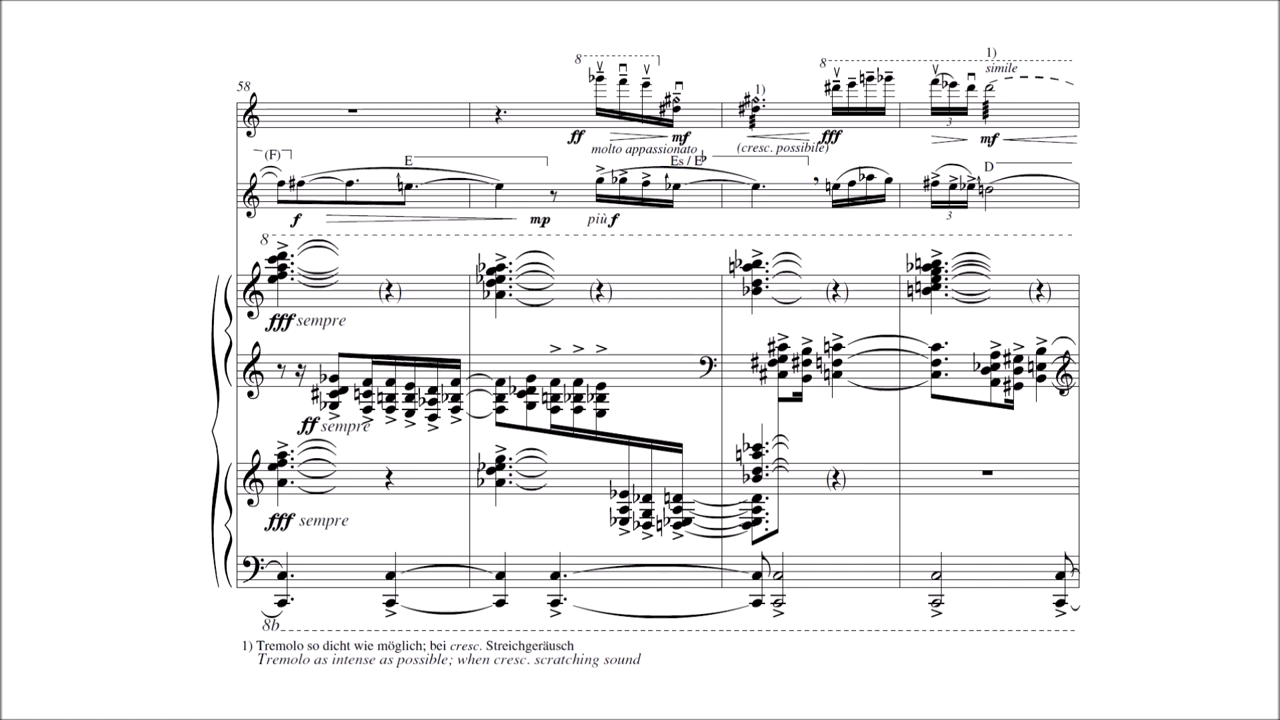 8
1)
simile
58
8
1)
3
ff
mf
molto appassionato
(cresc. possibile)
fff
mf
(F)
E
Es / E♭
D
f
mp
più f
3
8
fff sempre
ff sempre
fff sempre
8b
1) Tremolo so dicht wie möglich; bei cresc. Streichgeräusch
Tremolo as intense as possible; when cresc. scratching sound